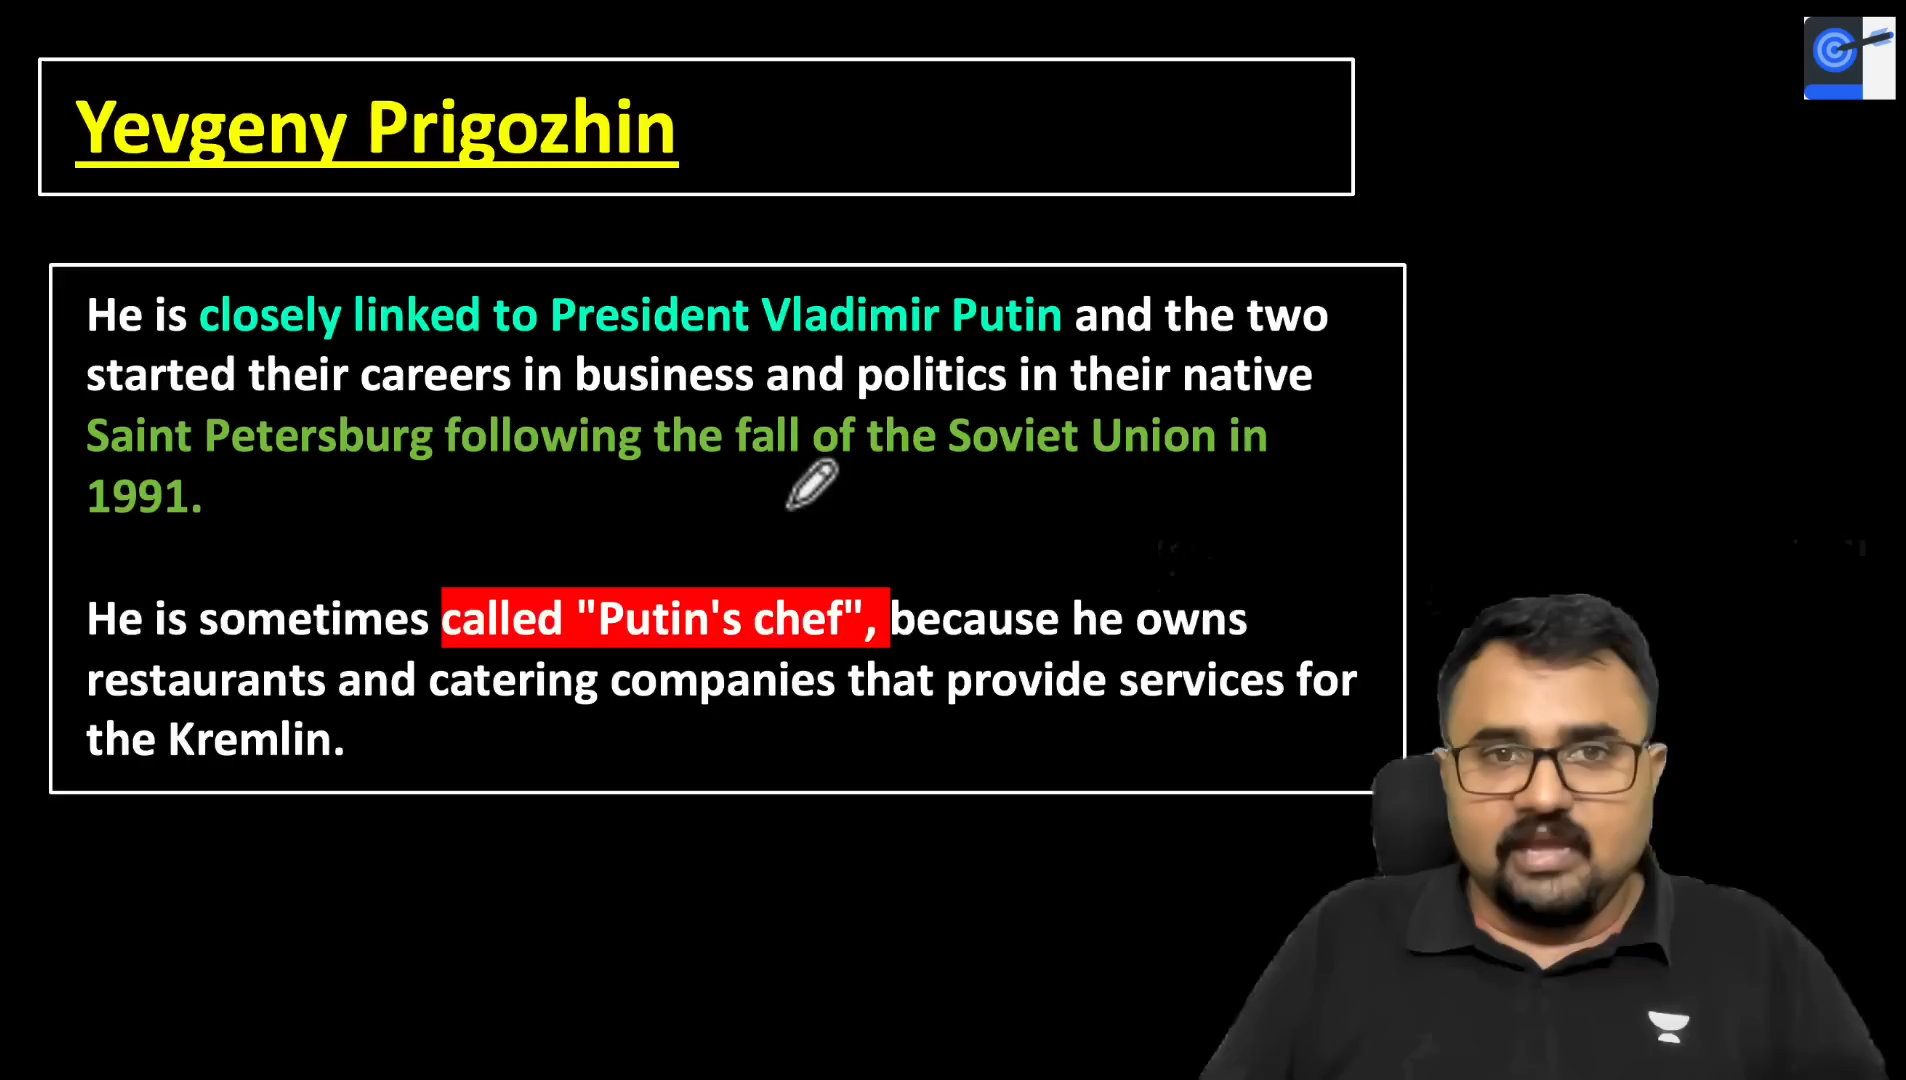 Yevgeny Prigozhin
He is closely linked to President Vladimir Putin and the two
started their careers in business and politics in their native
Saint Petersburg following the fall of the Soviet Union in
1991.
He is sometimes called "Putin's chef", because he owns
restaurants and catering companies that provide services for
the Kremlin.